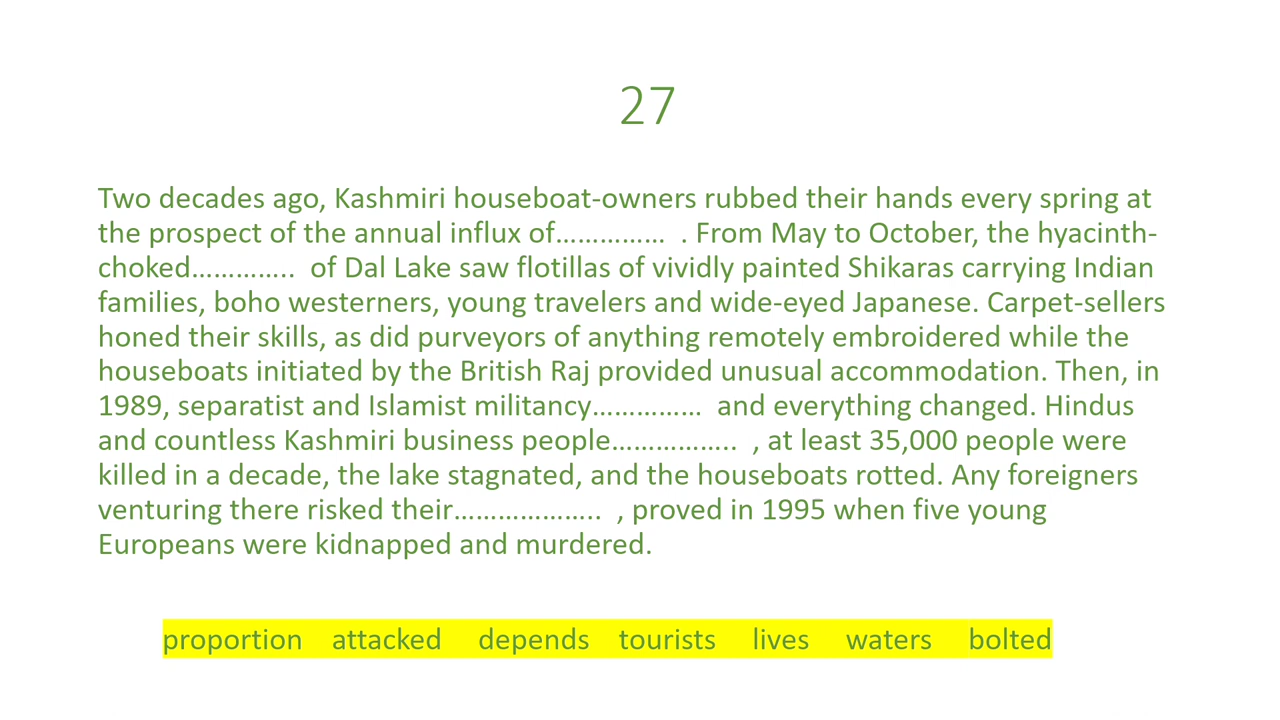 27
Two decades ago, Kashmiri houseboat-owners rubbed their hands every spring at
the prospect of the annual influx of…………… . From May to October, the hyacinth-
choked………….. of Dal Lake saw flotillas of vividly painted Shikaras carrying Indian
families, boho westerners, young travelers and wide-eyed Japanese. Carpet-sellers
honed their skills, as did purveyors of anything remotely embroidered while the
houseboats initiated by the British Raj provided unusual accommodation. Then, in
1989, separatist and Islamist militancy…………… and everything changed. Hindus
and countless Kashmiri business people…………….. , at least 35,000 people were
killed in a decade, the lake stagnated, and the houseboats rotted. Any foreigners
venturing there risked their……………….. , proved in 1995 when five young
Europeans were kidnapped and murdered.
proportion attacked depends tourists lives waters bolted